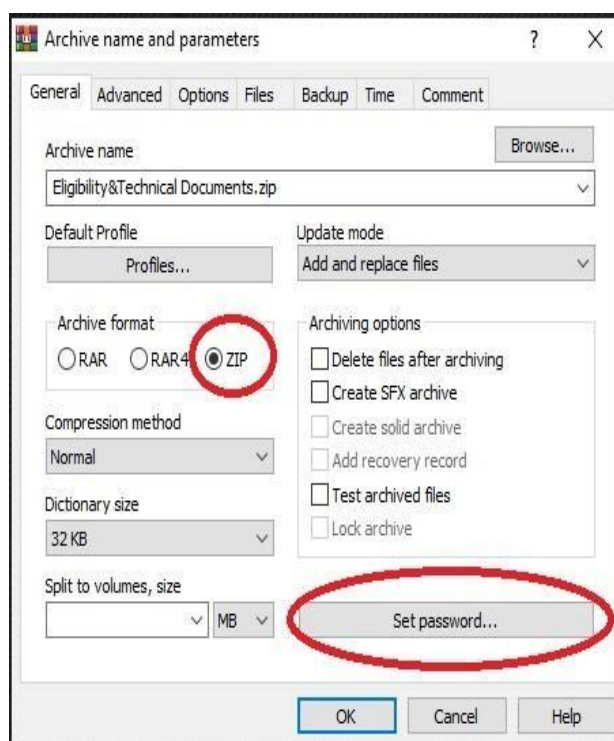 Archive name and parameters
? X
General Advanced Options Files Backup Time Comment
Archive name
Browse...
Eligibility&Technical Documents.zip
Default Profile
Update mode
Profiles...
Add and replace files
Archive format
Archiving options
RAR RAR4 ZIP
Delete files after archiving
Create SFX archive
Compression method
Create solid archive
Normal
Add recovery record
Dictionary size
Test archived files
32 KB
Lock archive
Split to volumes, size
MB
Set password...
OK Cancel Help